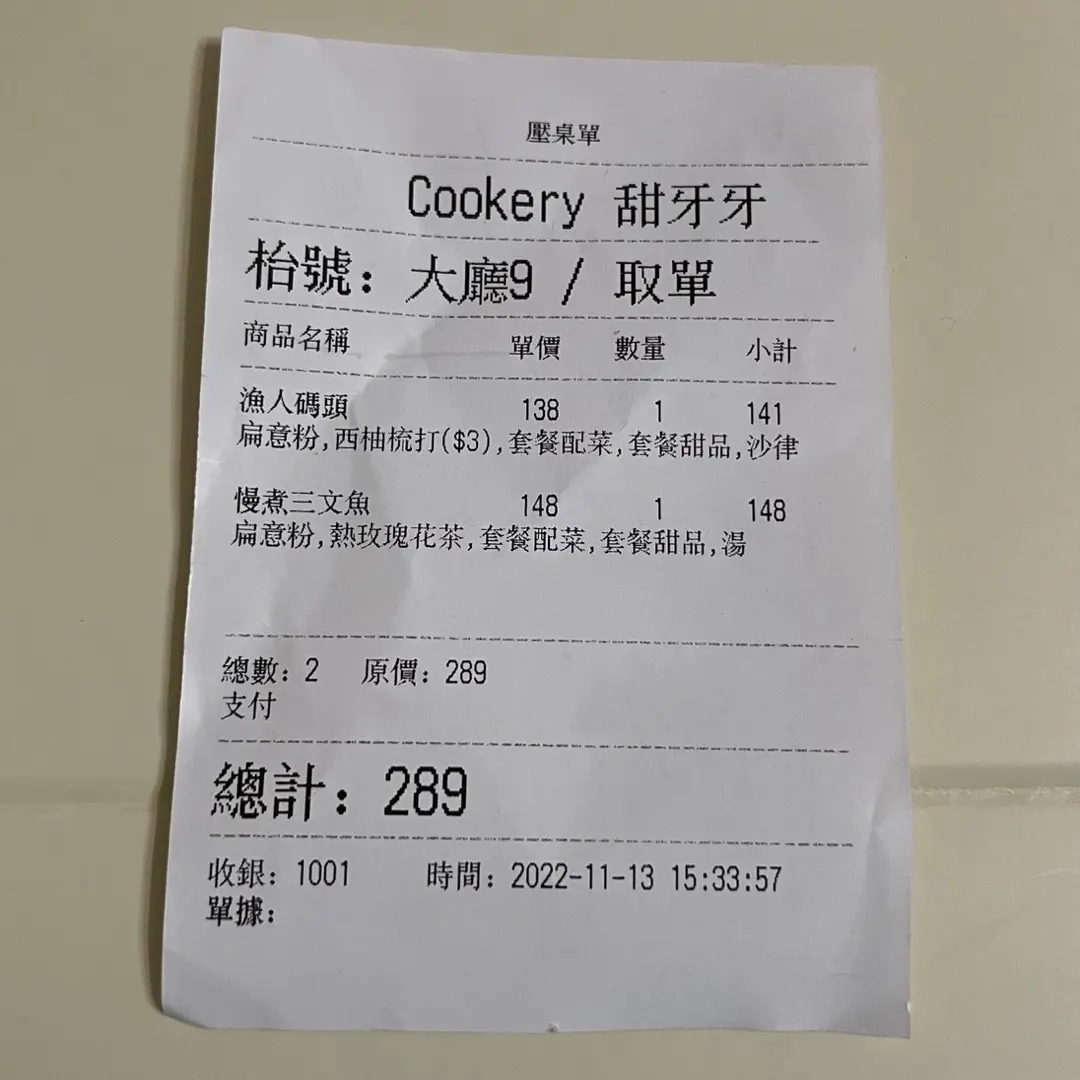 壓桌單
Cookery 甜牙牙
枱號: 大廳9 / 取單
商品名稱 單價 數量 小計
漁人碼頭 138 1 141
扁意粉,西柚梳打($3),套餐配菜,套餐甜品,沙律
慢煮三文魚 148 1 148
扁意粉,熱玫瑰花茶,套餐配菜,套餐甜品,湯
總數: 2 原價: 289
支付
總計: 289
收銀: 1001 時間: 2022-11-13 15:33:57
單據: